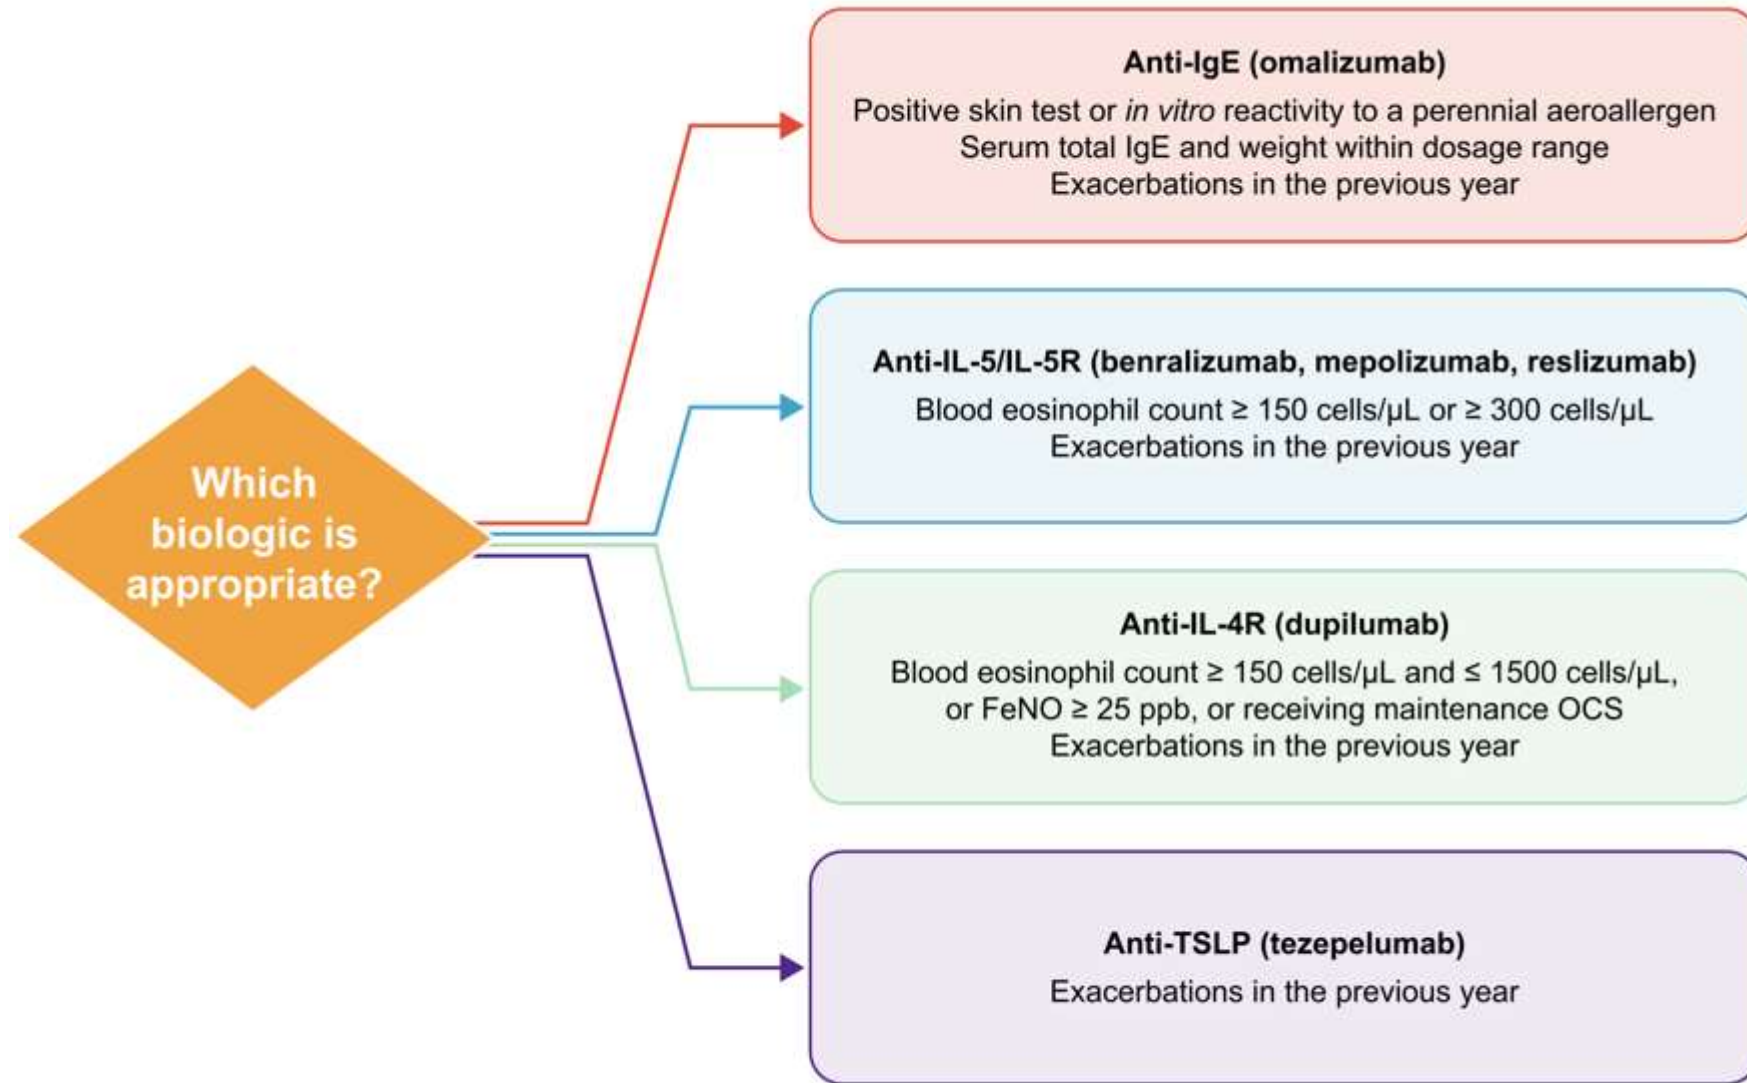 Which
biologic is
appropriate?
Anti-IgE (omalizumab)
Positive skin test or in vitro reactivity to a perennial aeroallergen
Serum total IgE and weight within dosage range
Exacerbations in the previous year
Anti-IL-5/IL-5R (benralizumab, mepolizumab, reslizumab)
Blood eosinophil count ≥ 150 cells/μL or ≥ 300 cells/μL
Exacerbations in the previous year
Anti-IL-4R (dupilumab)
Blood eosinophil count ≥ 150 cells/μL and ≤ 1500 cells/μL,
or FeNO ≥ 25 ppb, or receiving maintenance OCS
Exacerbations in the previous year
Anti-TSLP (tezepelumab)
Exacerbations in the previous year